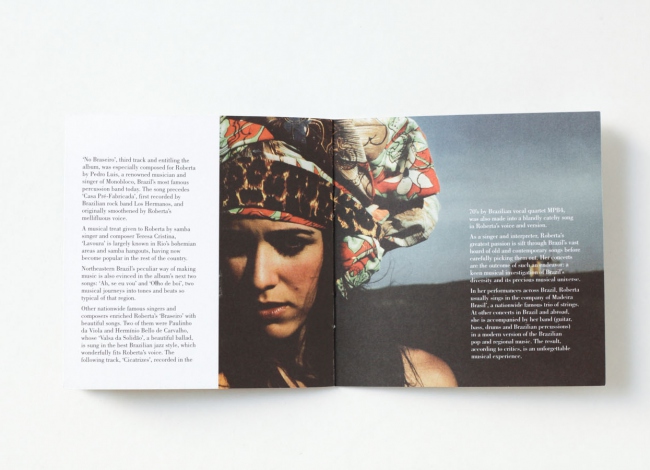 'No Braseiro', third track and entitling the
album, was especially composed for Roberta
by Pedro Luis, a renowned musician and
singer of Monobloco, Brazil's most famous
percussion band today. The song precedes
'Casa Pré-Fabricada', first recorded by
Brazilian rock band Los Hermanos, and
originally smoothened by Roberta's
mellifluous voice.
A musical treat given to Roberta by samba
singer and composer Teresa Cristina,
'Lavoura' is largely known in Rio's bohemian
areas and samba hangouts, having now
become popular in the rest of the country.
Northeastern Brazil's peculiar way of making
music is also evinced in the album's next two
songs: 'Ah, se eu vou' and 'Olho de boi', two
musical journeys into tones and beats so
typical of that region.
Other nationwide famous singers and
composers enriched Roberta's 'Braseiro' with
beautiful songs. Two of them were Paulinho
da Viola and Herminio Bello de Carvalho,
whose 'Valsa da Solidão', a beautiful ballad,
is sung in the best Brazilian jazz style, which
wonderfully fits Roberta's voice. The
following track, 'Cicatrizes', recorded in the
70's by Brazilian vocal quartet MPB4,
was also made into a blandly catchy song
in Roberta's voice and version.
As a singer and interpreter, Roberta's
greatest passion is sift through Brazil's vast
board of old and contemporary songs before
carefully picking them out. Her concerts
are the outcome of such an endeavor: a
keen musical investigation of Brazil's
diversity and its precious musical universe.
In her performances across Brazil, Roberta
usually sings in the company of Madeira
Brasil', a nationwide famous trio of strings.
At other concerts in Brazil and abroad,
she is accompanied by her band (guitar,
bass, drums and Brazilian percussions)
in a modern version of the Brazilian
pop and regional music. The result,
according to critics, is an unforgettable
musical experience.